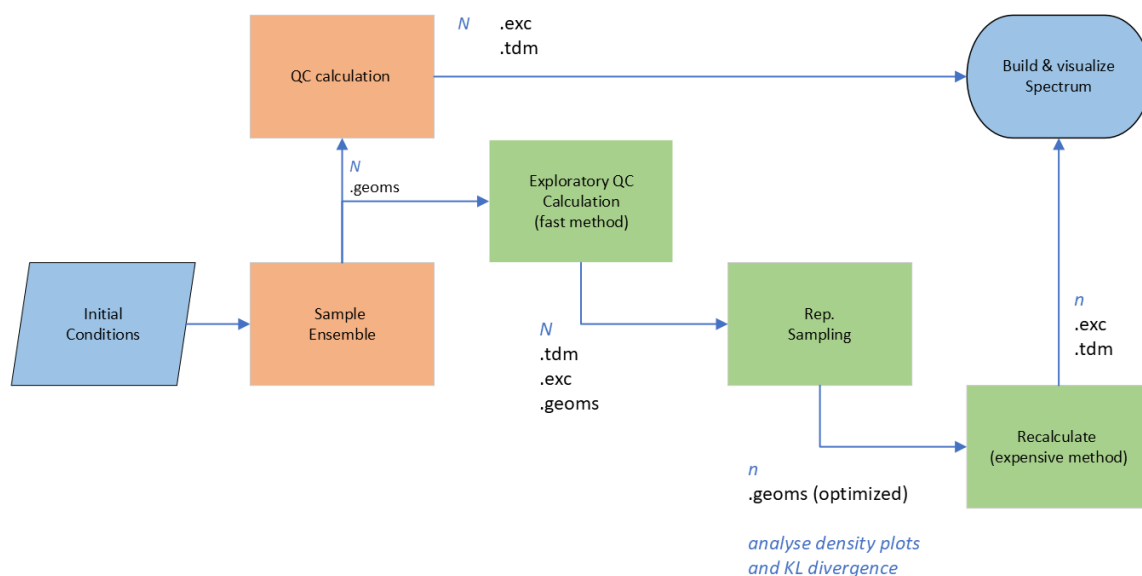 N .exc
.tdm
QC calculation
Build & visualize
Spectrum
N
.geoms
Exploratory QC
Calculation
(fast method)
Initial
Conditions
Sample
Ensemble
Rep.
Sampling
N
.tdm
.exc
.geoms
n
.exc
.tdm
Recalculate
(expensive method)
n
.geoms (optimized)
analyse density plots
and KL divergence